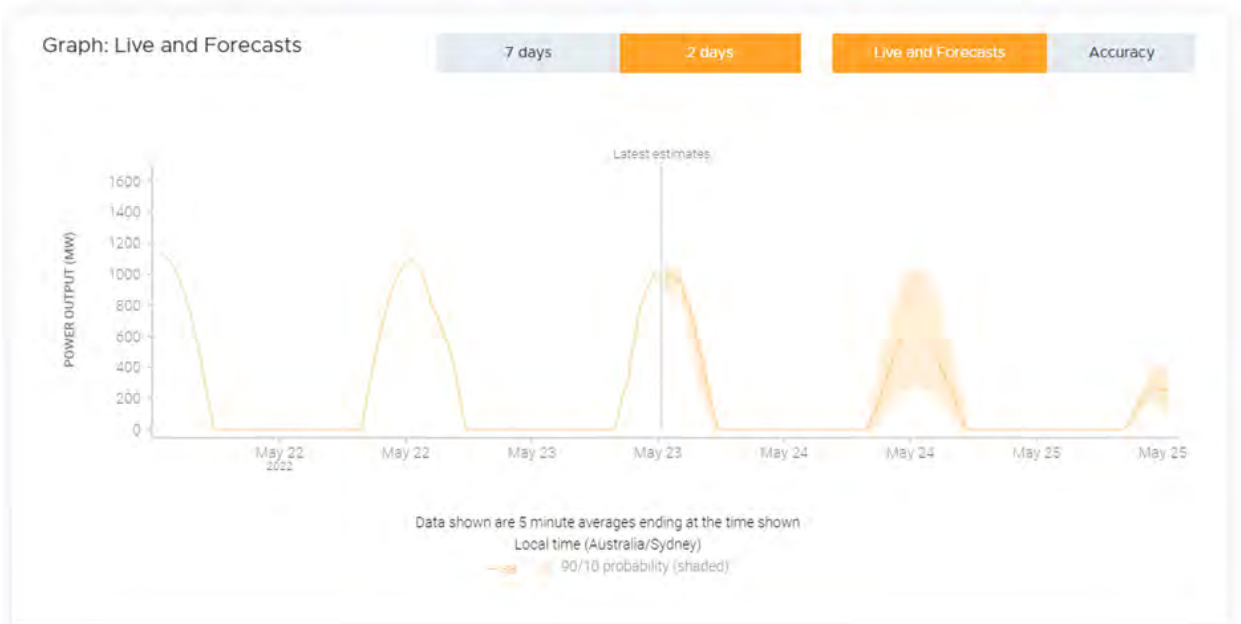 Graph: Live and Forecasts
7 days
2 days
Live and Forecasts
Accuracy
Latest estimates
1600
1400
1200
1000
800
600
400
200
0
POWER OUTPUT (MW)
May 22
2022
May 22
May 23
May 23
May 24
May 24
May 25
May 25
Data shown are 5 minute averages ending at the time shown
Local time (Australia/Sydney)
90/10 probability (shaded)